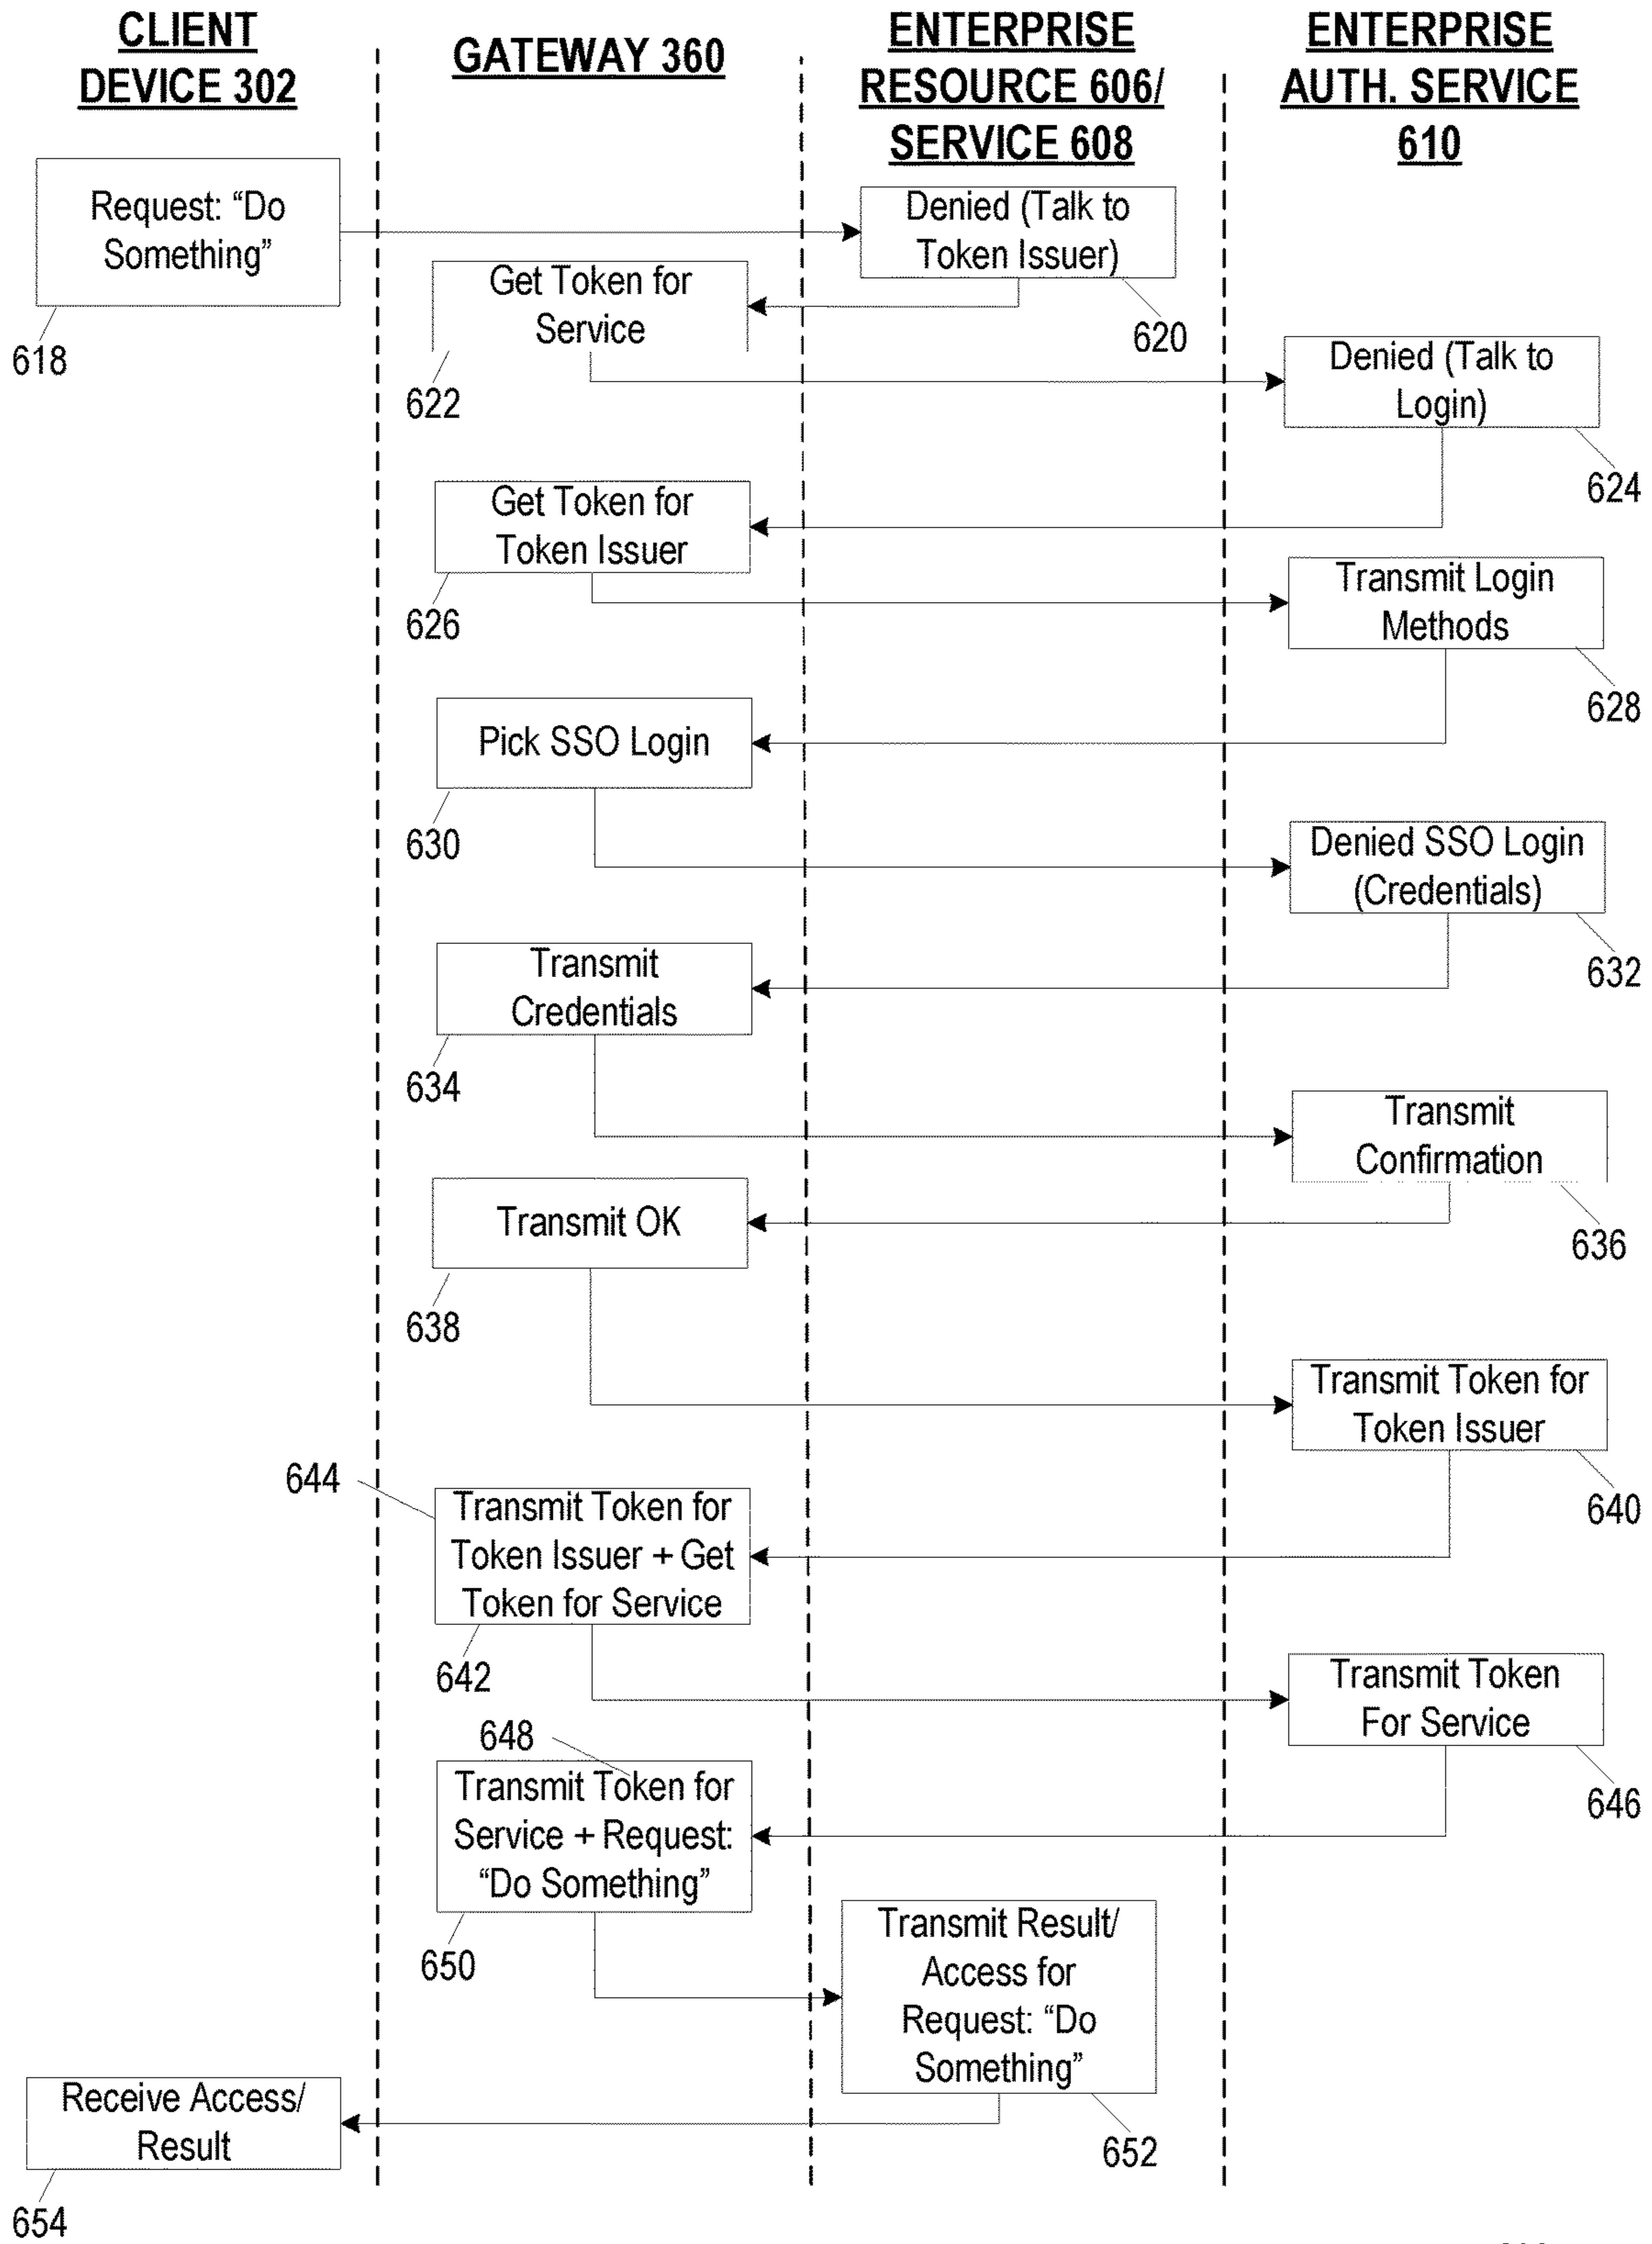 CLIENT
DEVICE 302
GATEWAY 360
ENTERPRISE
RESOURCE 606/
SERVICE 608
ENTERPRISE
AUTH. SERVICE
610
Request: “Do
Something”
618
Denied (Talk to
Token Issuer)
620
Get Token for
Service
622
Denied (Talk to
Login)
624
Get Token for
Token Issuer
626
Transmit Login
Methods
628
Pick SSO Login
630
Denied SSO Login
(Credentials)
632
Transmit
Credentials
634
Transmit
Confirmation
636
Transmit OK
638
Transmit Token for
Token Issuer
640
644
Transmit Token for
Token Issuer + Get
Token for Service
642
Transmit Token
For Service
646
648
Transmit Token for
Service + Request:
“Do Something”
650
Transmit Result/
Access for
Request: “Do
Something”
652
Receive Access/
Result
654